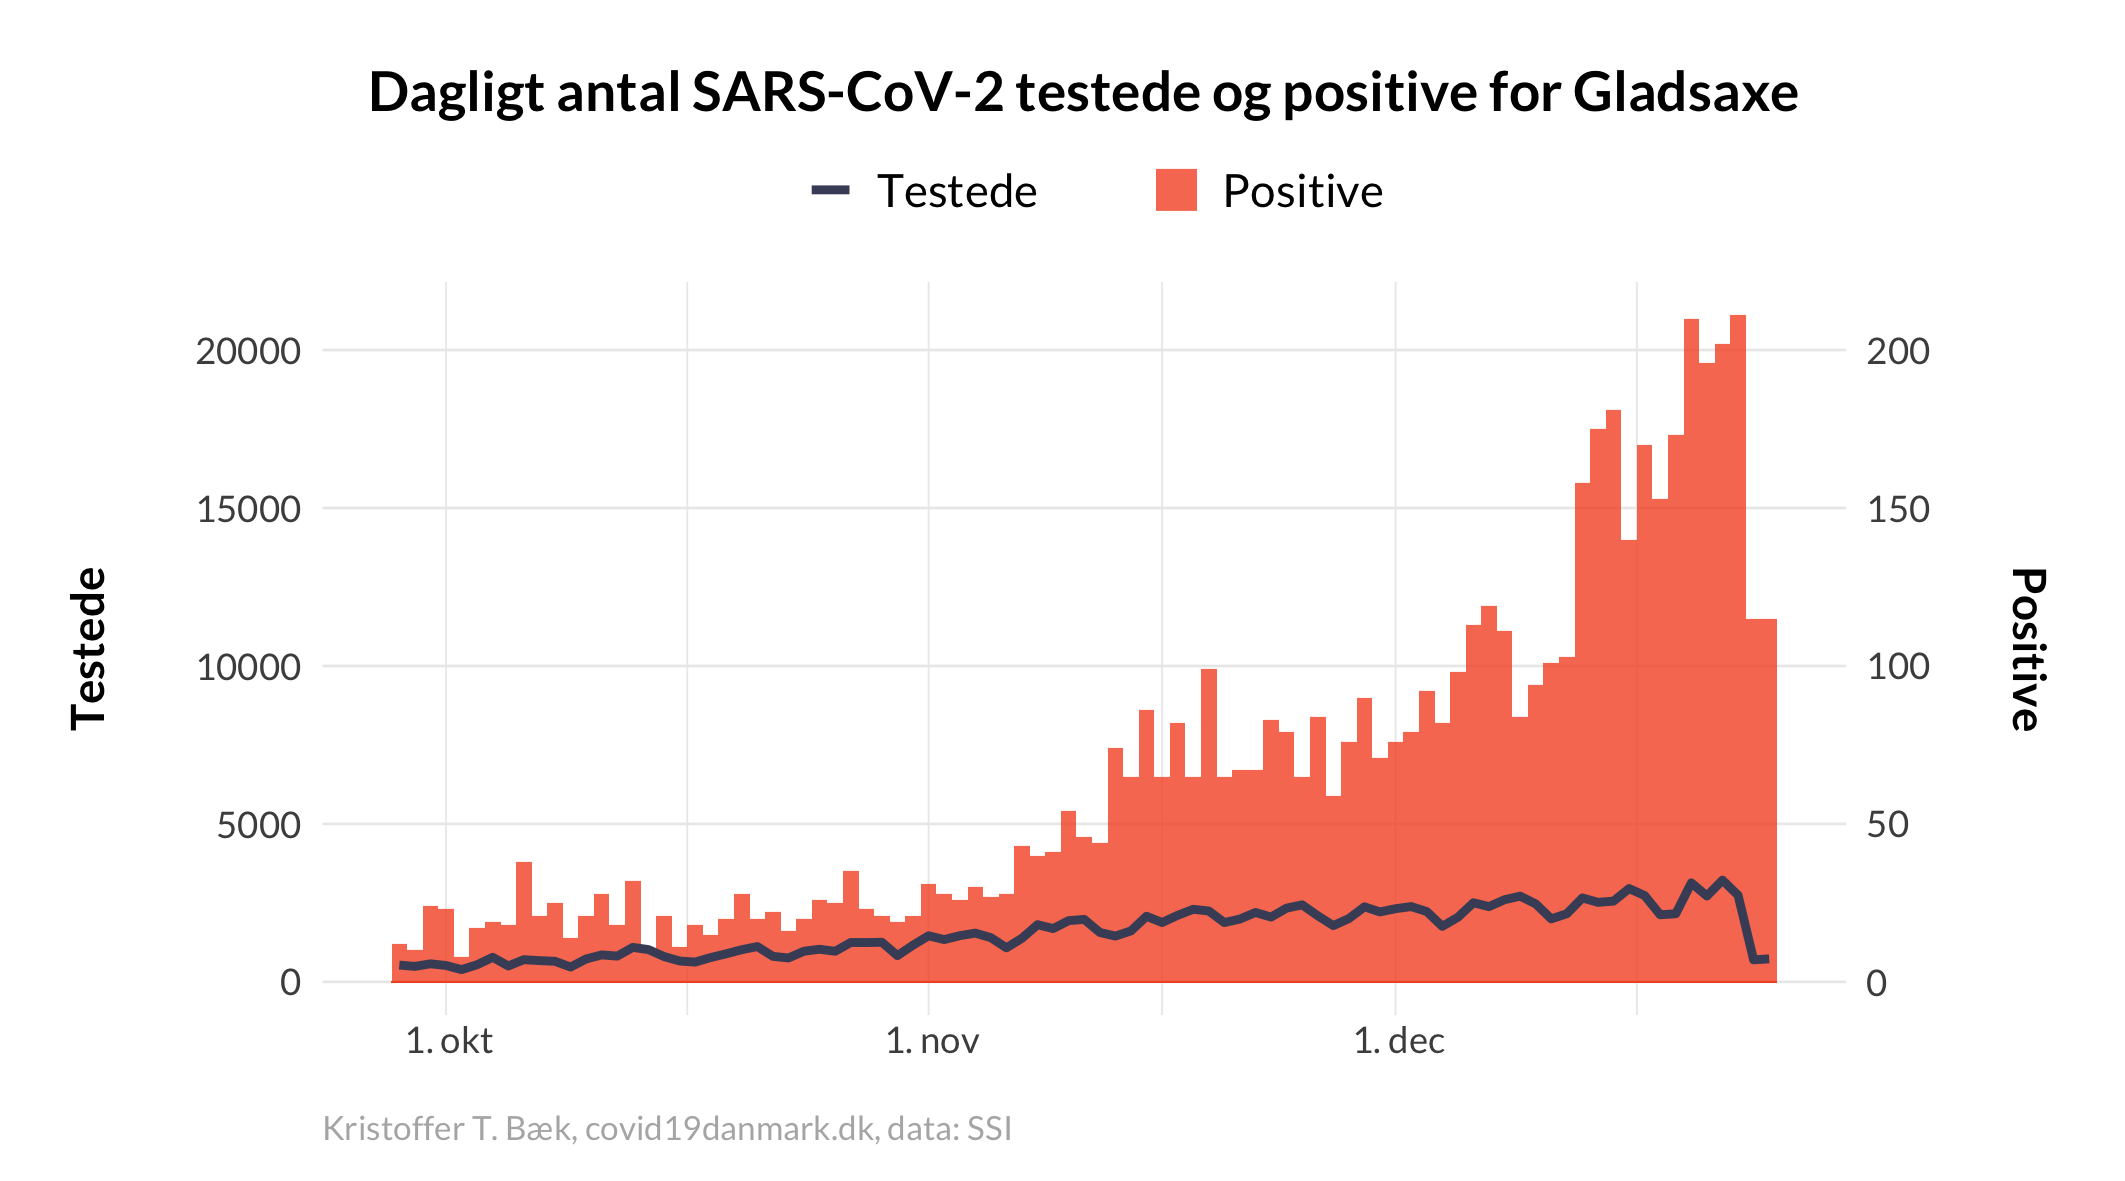 Dagligt antal SARS-CoV-2 testede og positive for Gladsaxe
Testede
Positive
20000
15000
10000
5000
0
Testede
200
150
100
50
0
Positive
1. okt
1. nov
1. dec
Kristoffer T. Bæk, covid19danmark.dk, data: SSI